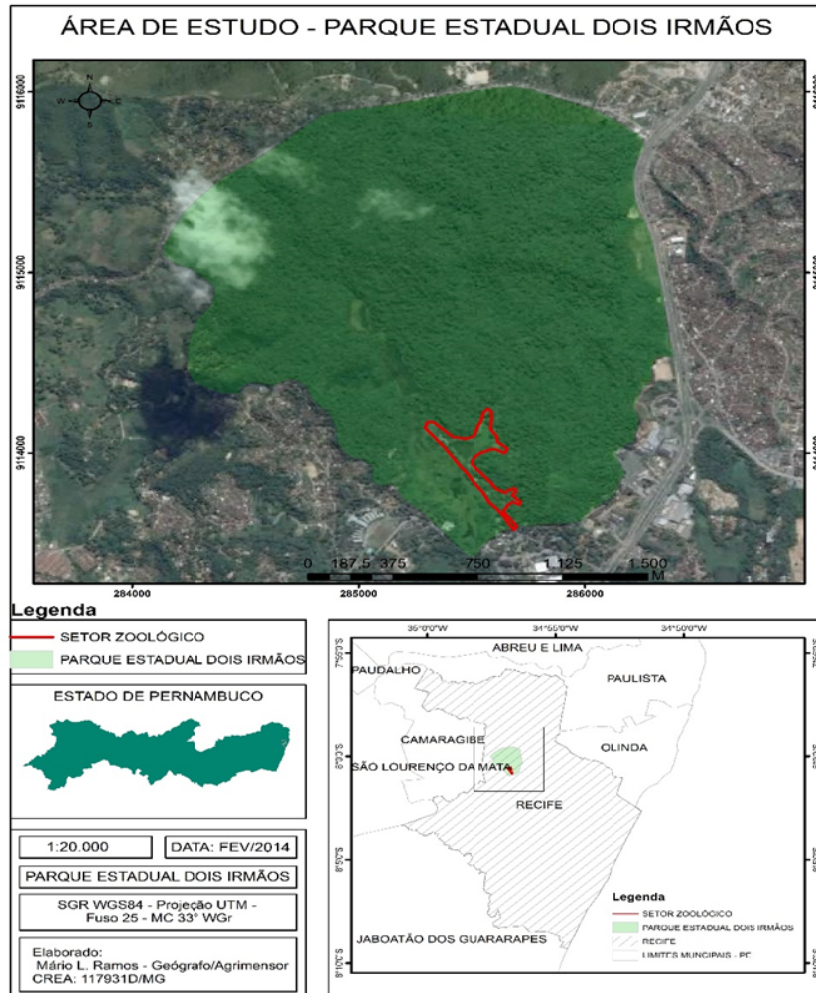 ÁREA DE ESTUDO - PARQUE ESTADUAL DOIS IRMÃOS
N
W E
S
9116000
9115000
9114000
9116000
9115000
9114000
0 187,5 375 750 1.125 1.500
M
284000 285000 286000
Legenda
SETOR ZOOLÓGICO
PARQUE ESTADUAL DOIS IRMÃOS
ESTADO DE PERNAMBUCO
1:20.000
DATA: FEV/2014
PARQUE ESTADUAL DOIS IRMÃOS
SGR WGS84 - Projeção UTM -
Fuso 25 - MC 33° WGr
Elaborado:
Mário L. Ramos - Geógrafo/Agrimensor
CREA: 117931D/MG
35°0'0"W 34°55'0"W 34°50'0"W
ABREU E LIMA
PAUDALHO
PAULISTA
CAMARAGIBE
OLINDA
SÃO LOURENÇO DA MATA
RECIFE
JABOATÃO DOS GUARARAPES
Legenda
SETOR ZOOLÓGICO
PARQUE ESTADUAL DOIS IRMÃOS
RECIFE
LIMITES MUNCIPAIS - PE